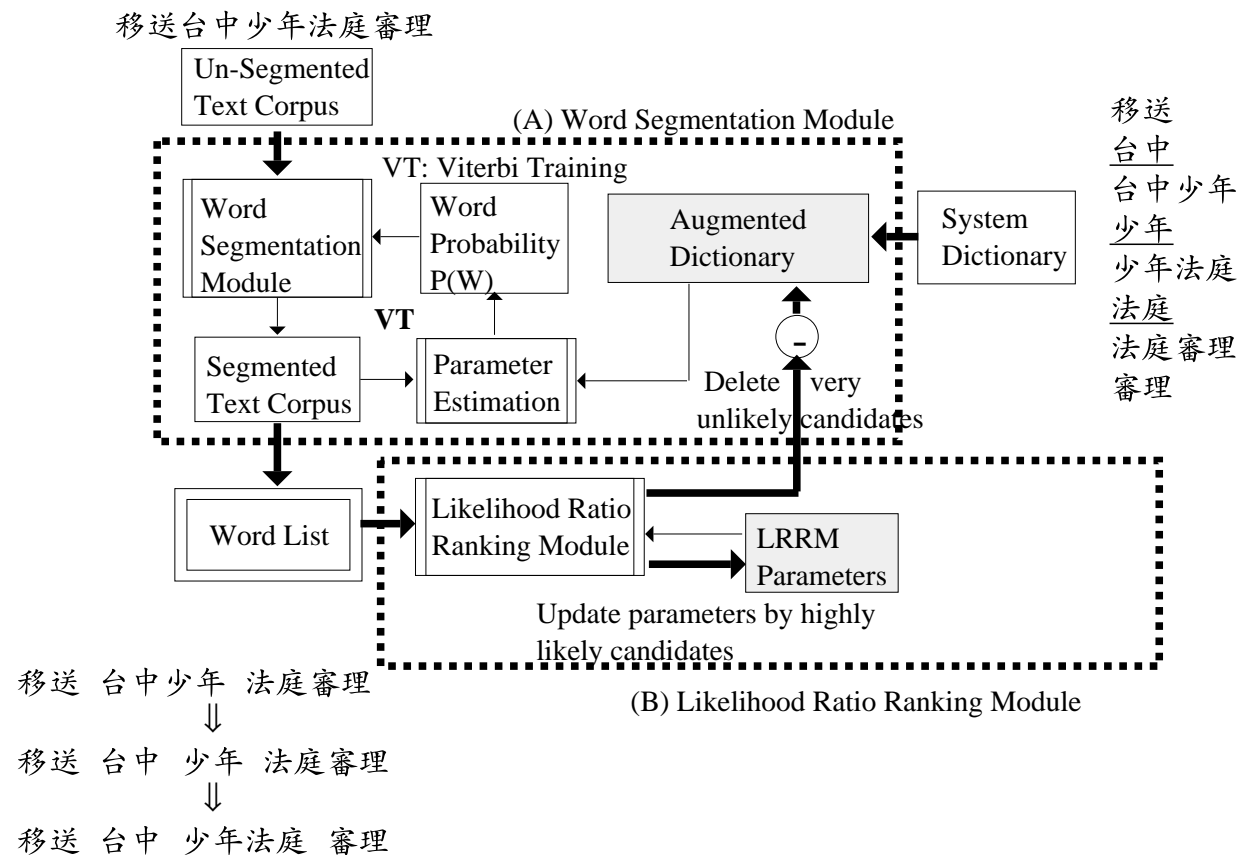 移送台中少年法庭審理
Un-Segmented
Text Corpus
(A) Word Segmentation Module
VT: Viterbi Training
Word
Segmentation
Module
Word
Probability
P(W)
Augmented
Dictionary
System
Dictionary
VT
-
Segmented
Text Corpus
Parameter
Estimation
Delete very
unlikely candidates
移送
台中
台中少年
少年
少年法庭
法庭
法庭審理
審理
Word List
Likelihood Ratio
Ranking Module
LRRM
Parameters
Update parameters by highly
likely candidates
(B) Likelihood Ratio Ranking Module
移送 台中少年 法庭審理
⇓
移送 台中 少年 法庭審理
⇓
移送 台中 少年法庭 審理